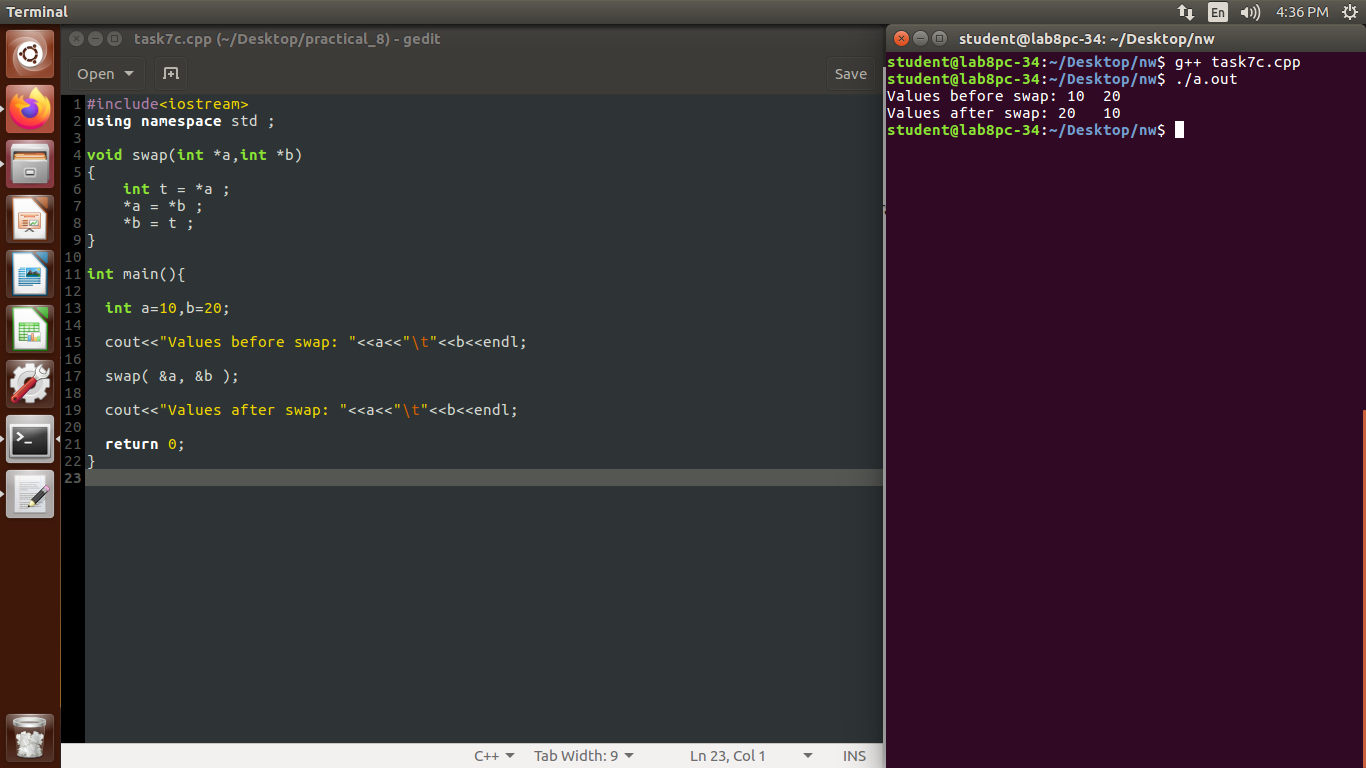 Terminal
En
4:36 PM
task7c.cpp (~/Desktop/practical_8) - gedit
Open
Save
1 #include<iostream>
2 using namespace std ;
3
4 void swap(int *a,int *b)
5 {
6     int t = *a ;
7     *a = *b ;
8     *b = t ;
9 }
10
11 int main(){
12
13   int a=10,b=20;
14
15   cout<<"Values before swap: "<<a<<"\t"<<b<<endl;
16
17   swap( &a, &b );
18
19   cout<<"Values after swap: "<<a<<"\t"<<b<<endl;
20
21   return 0;
22 }
23
C++ Tab Width: 9 Ln 23, Col 1 INS
student@lab8pc-34: ~/Desktop/nw
student@lab8pc-34:~/Desktop/nw$ g++ task7c.cpp
student@lab8pc-34:~/Desktop/nw$ ./a.out
Values before swap: 10  20
Values after swap: 20   10
student@lab8pc-34:~/Desktop/nw$